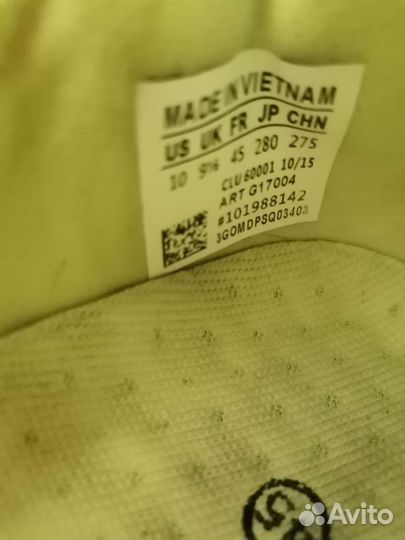 MADE IN VIETNAM
US UK FR JP CHN
10 9½ 45 280 275
CLU 60001 10/15
ART G17004
#101988142
3GOMDPSQ03403
Avito